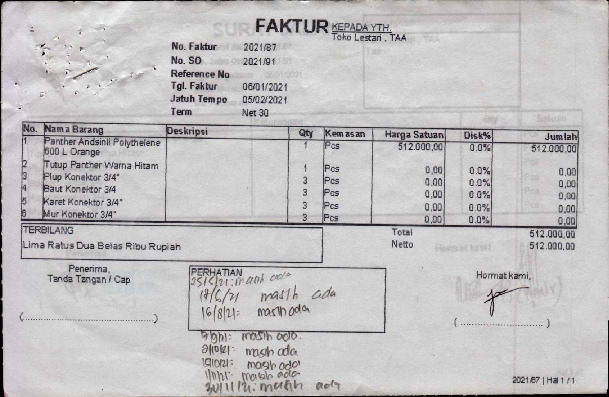 FAKTUR
KEPADA YTH.
Toko Lestari , TAA
No. Faktur 2021/87
No. SO 2021/91
Reference No
Tgl. Faktur 06/01/2021
Jatuh Tempo 05/02/2021
Term Net 30
No. Nama Barang Deskripsi Qty Kemasan Harga Satuan Disk% Jumlah
1 Panther Andsinil Polythelene 600 L Orange 1 Pcs 512.000,00 0.0% 512.000,00
2 Tutup Panther Warna Hitam 1 Pcs 0,00 0.0% 0,00
3 Plup Konektor 3/4" 3 Pcs 0,00 0.0% 0,00
4 Baut Konektor 3/4 3 Pcs 0,00 0.0% 0,00
5 Karet Konektor 3/4" 3 Pcs 0,00 0.0% 0,00
6 Mur Konektor 3/4" 3 Pcs 0,00 0.0% 0,00
TERBILANG
Lima Ratus Dua Belas Ribu Rupiah
Total 512.000,00
Netto 512.000,00
Penerima,
Tanda Tangan / Cap
PERHATIAN
masih ada
17/6/21 masih ada
16/8/21: masih ada
masih ada
masih ada
masih ada
masih ada
30/11/21: masih ada
Hormat kami,
2021/87 | Hal 1 / 1